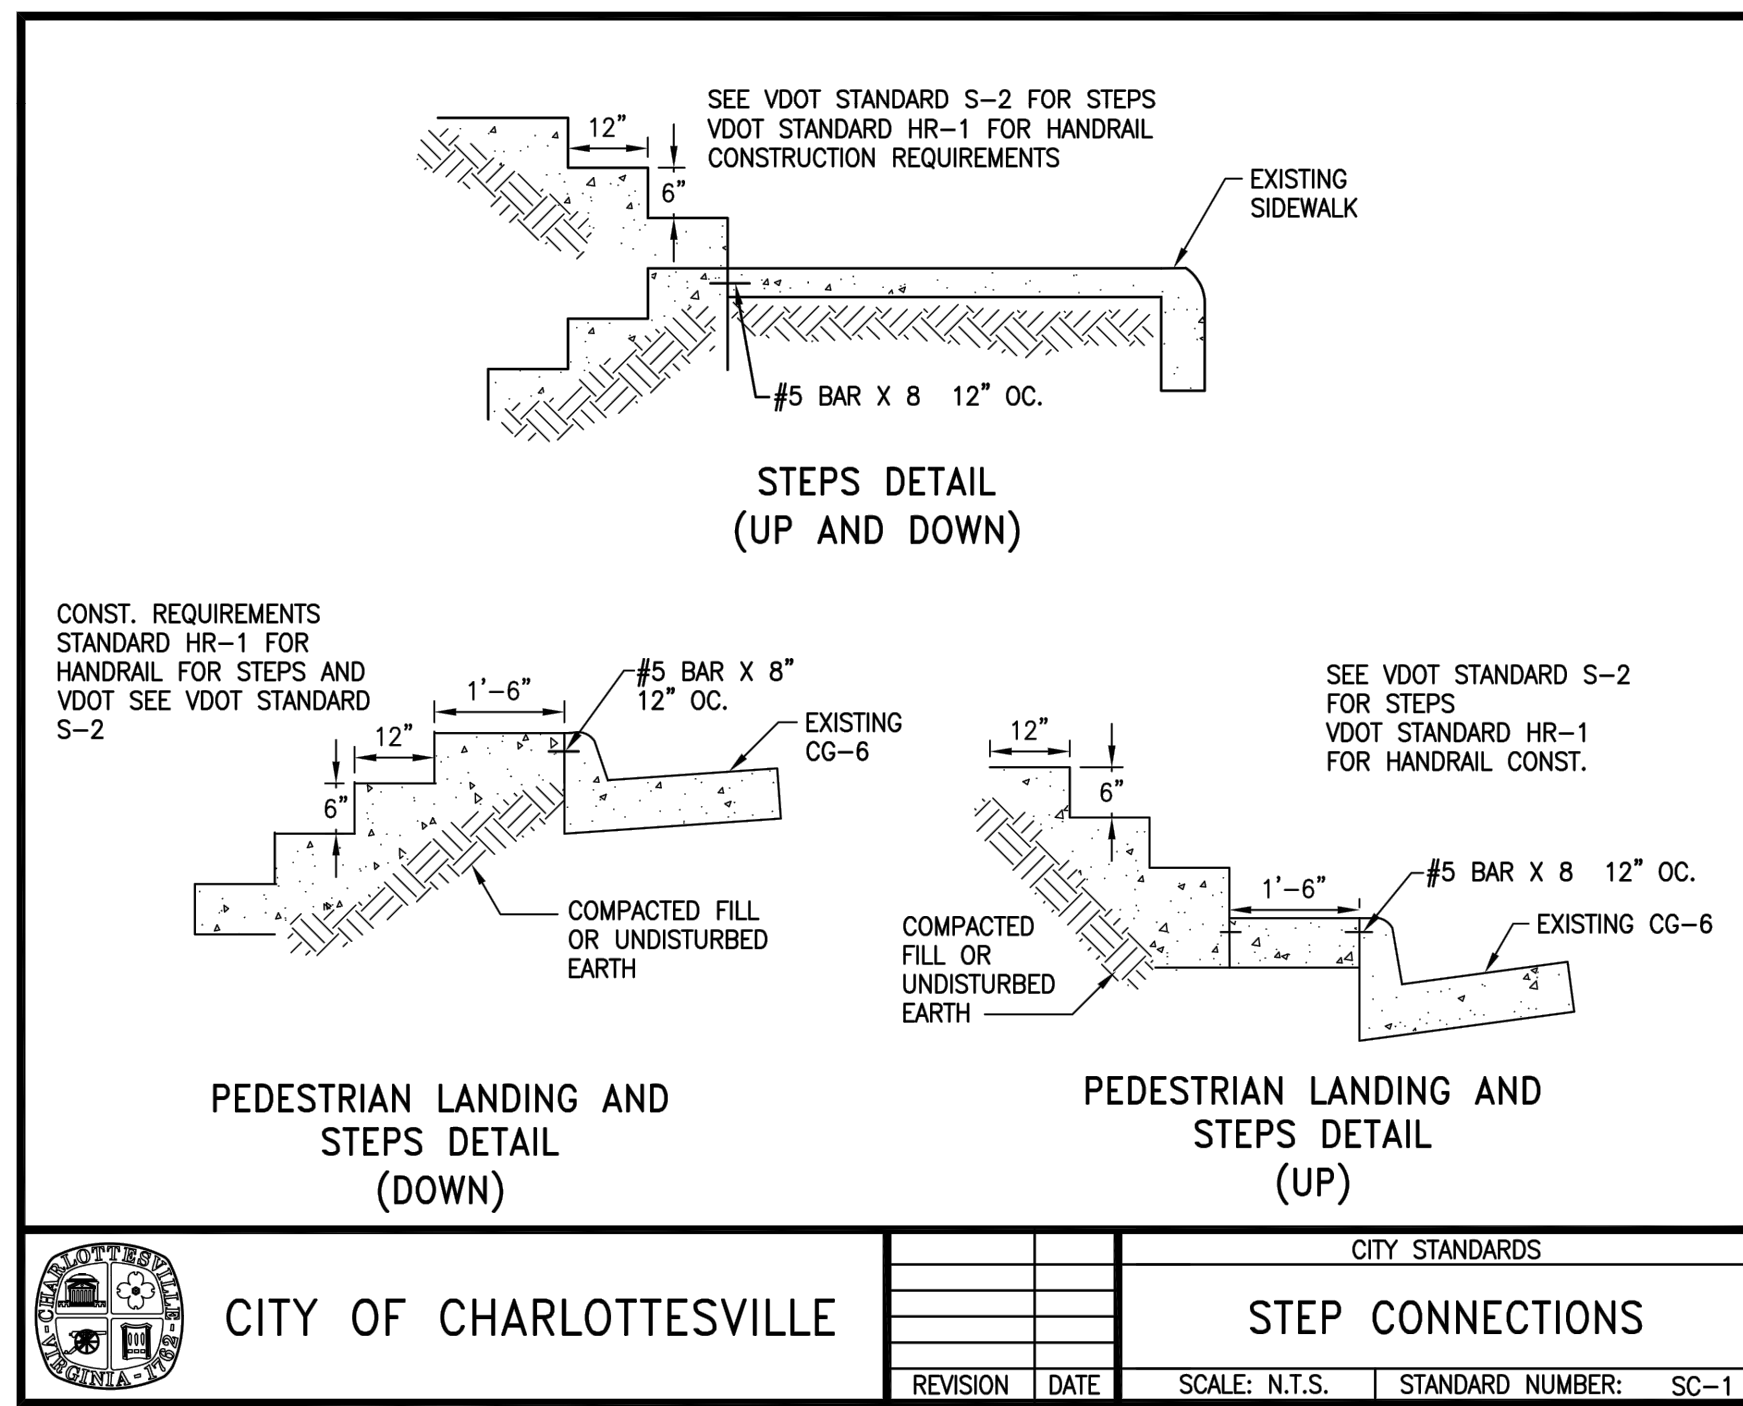 12”
SEE VDOT STANDARD S–2 FOR STEPS
VDOT STANDARD HR–1 FOR HANDRAIL
CONSTRUCTION REQUIREMENTS
6”
EXISTING
SIDEWALK
#5 BAR X 8 12” OC.
STEPS DETAIL
(UP AND DOWN)
CONST. REQUIREMENTS
STANDARD HR–1 FOR
HANDRAIL FOR STEPS AND
VDOT SEE VDOT STANDARD
S–2
1’–6”
12”
6”
#5 BAR X 8”
12” OC.
EXISTING
CG–6
COMPACTED FILL
OR UNDISTURBED
EARTH
PEDESTRIAN LANDING AND
STEPS DETAIL
(DOWN)
SEE VDOT STANDARD S–2
FOR STEPS
VDOT STANDARD HR–1
FOR HANDRAIL CONST.
12”
6”
1’–6”
#5 BAR X 8 12” OC.
EXISTING CG–6
COMPACTED
FILL OR
UNDISTURBED
EARTH
PEDESTRIAN LANDING AND
STEPS DETAIL
(UP)
CHARLOTTESVILLE
VIRGINIA - 1762
CITY OF CHARLOTTESVILLE
REVISION DATE
CITY STANDARDS
STEP CONNECTIONS
SCALE: N.T.S. STANDARD NUMBER: SC–1